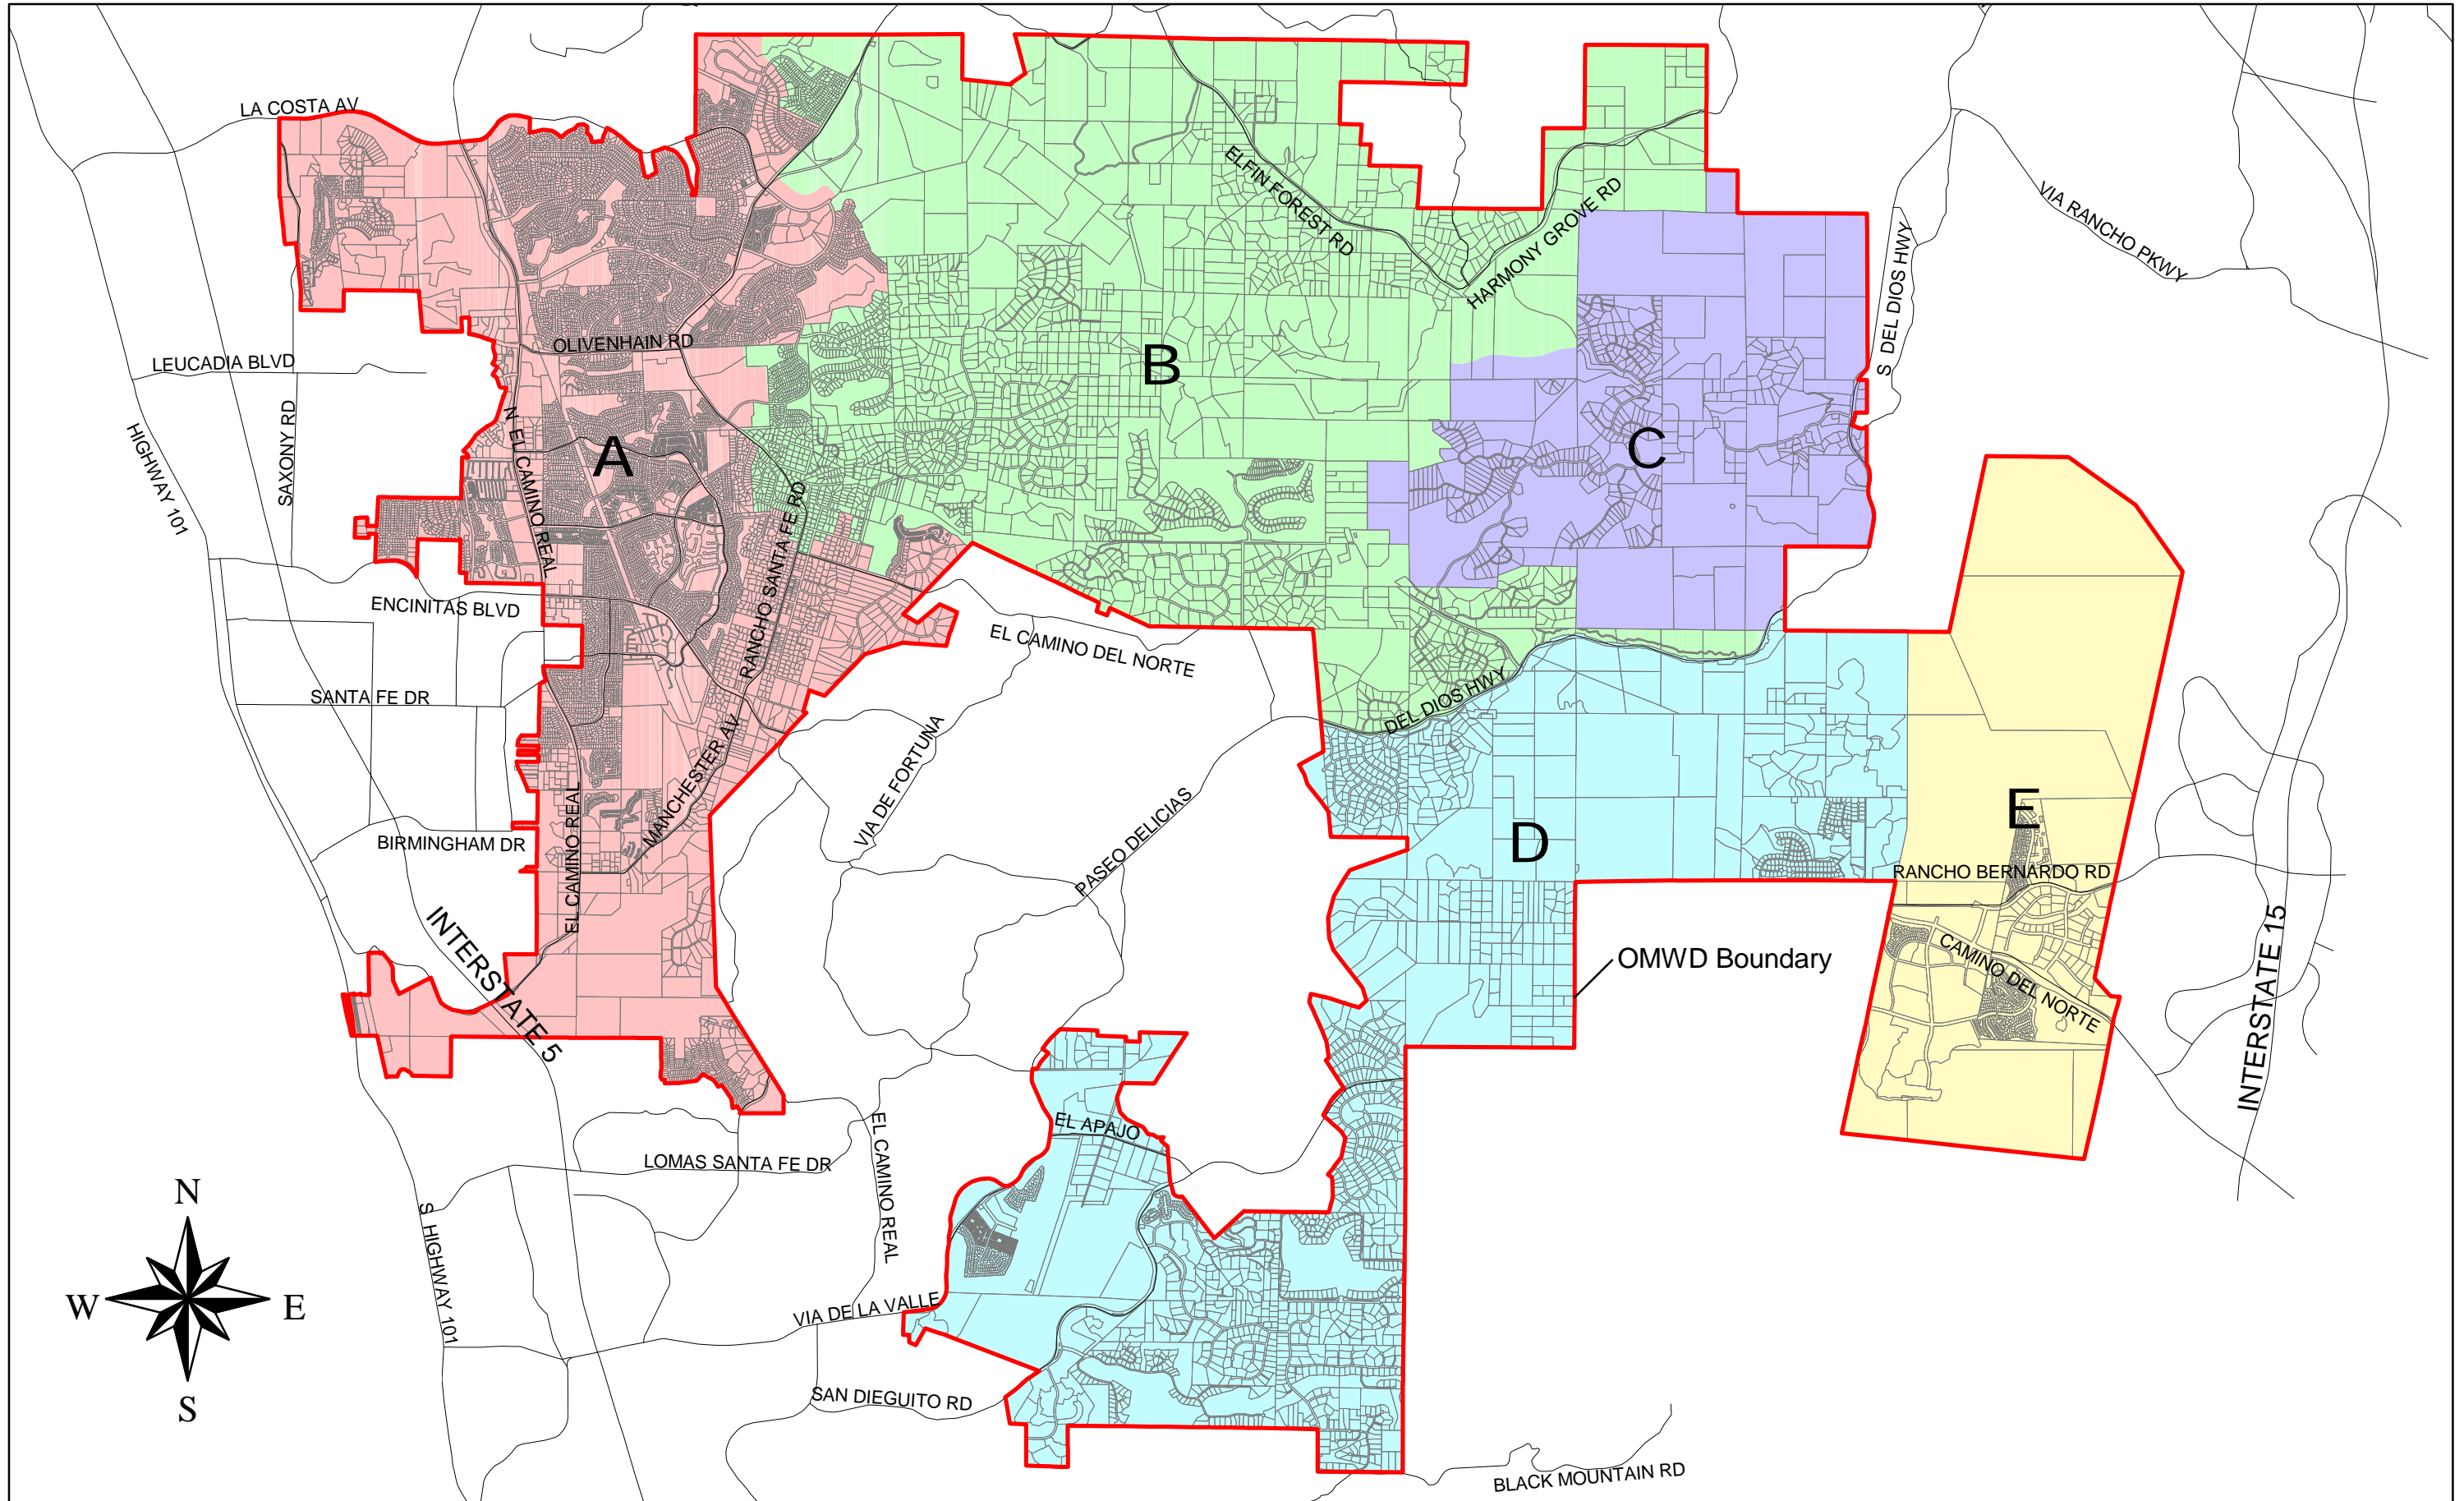 LA COSTA AV
ELFIN FOREST RD
HARMONY GROVE RD
VIA RANCHO PKWY
S DEL DIOS HWY
OLIVENHAIN RD
LEUCADIA BLVD
B
SAXONY RD
HIGHWAY 101
N EL CAMINO REAL
A
C
RANCHO SANTA FE RD
ENCINITAS BLVD
EL CAMINO DEL NORTE
SANTA FE DR
DEL DIOS HWY
MANCHESTER AV
VIA DE FORTUNA
EL CAMINO REAL
PASEO DELICIAS
BIRMINGHAM DR
D
E
RANCHO BERNARDO RD
INTERSTATE 5
OMWD Boundary
CAMINO DEL NORTE
INTERSTATE 15
EL APAJO
LOMAS SANTA FE DR
EL CAMINO REAL
S HIGHWAY 101
N
W
E
S
VIA DE LA VALLE
SAN DIEGUITO RD
BLACK MOUNTAIN RD